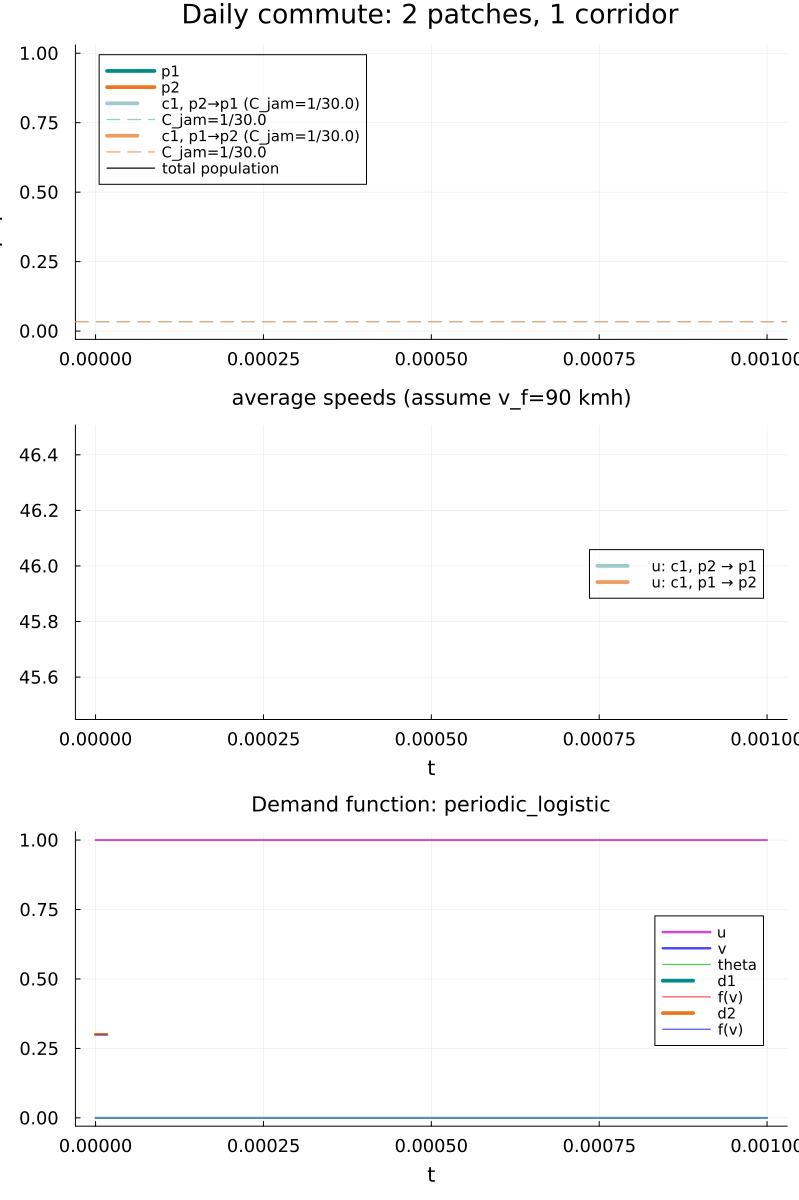 Daily commute: 2 patches, 1 corridor
1.00
0.75
0.50
0.25
0.00
p1
p2
c1, p2→p1 (C_jam=1/30.0)
C_jam=1/30.0
c1, p1→p2 (C_jam=1/30.0)
C_jam=1/30.0
total population
0.00000 0.00025 0.00050 0.00075 0.00100
average speeds (assume v_f=90 kmh)
46.4
46.2
46.0
45.8
45.6
u: c1, p2 → p1
u: c1, p1 → p2
0.00000 0.00025 0.00050 0.00075 0.00100
t
Demand function: periodic_logistic
1.00
0.75
0.50
0.25
0.00
u
v
theta
d1
f(v)
d2
f(v)
0.00000 0.00025 0.00050 0.00075 0.00100
t